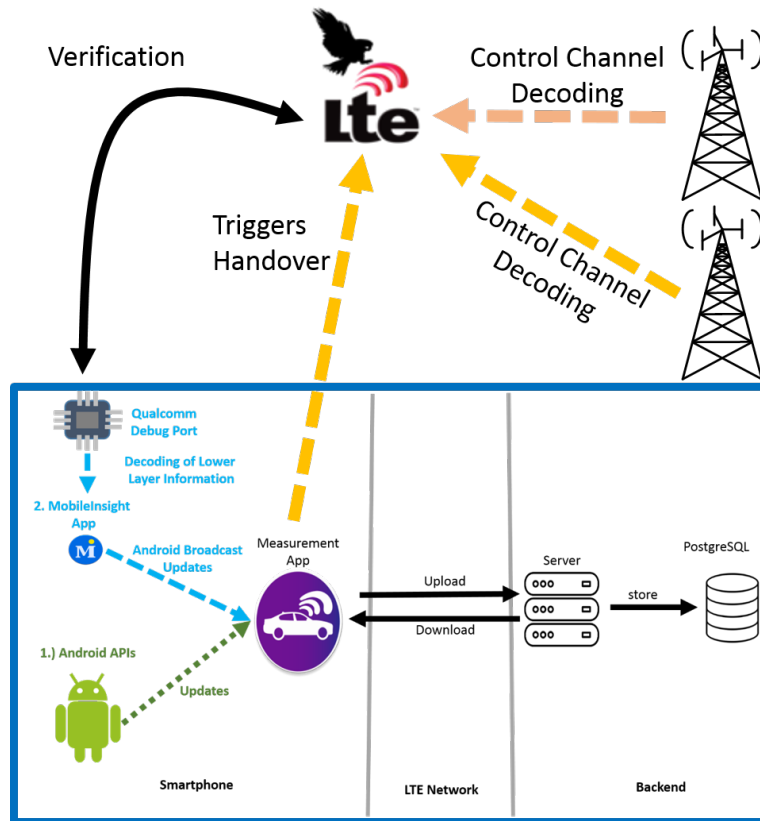 Verification
Lte
Control Channel
Decoding
Triggers
Handover
Control Channel
Decoding
Qualcomm
Debug Port
Decoding of Lower
Layer Information
2. MobileInsight
App
M
Android Broadcast
Updates
Measurement
App
Upload
Download
Server
store
PostgreSQL
1.) Android APIs
Updates
Smartphone
LTE Network
Backend